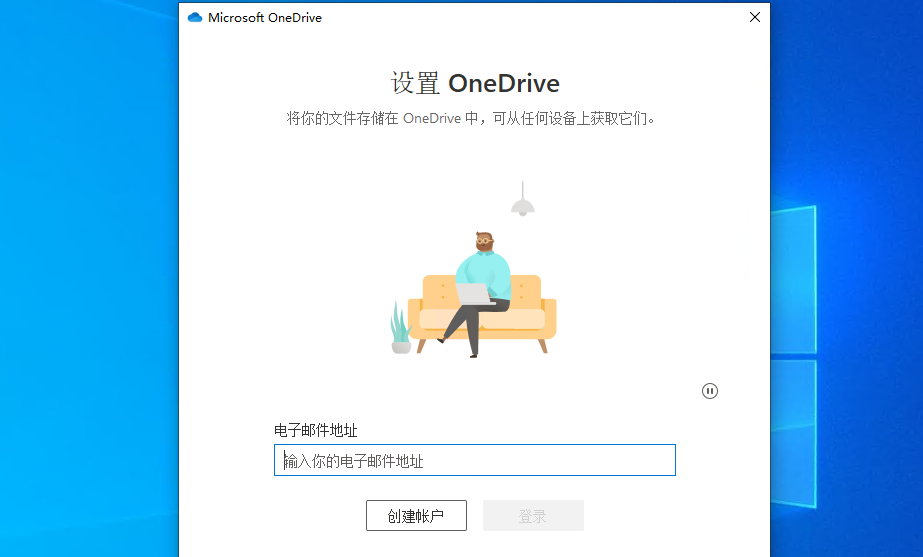 Microsoft OneDrive
设置 OneDrive
将你的文件存储在 OneDrive 中，可从任何设备上获取它们。
电子邮件地址
输入你的电子邮件地址
创建帐户
登录